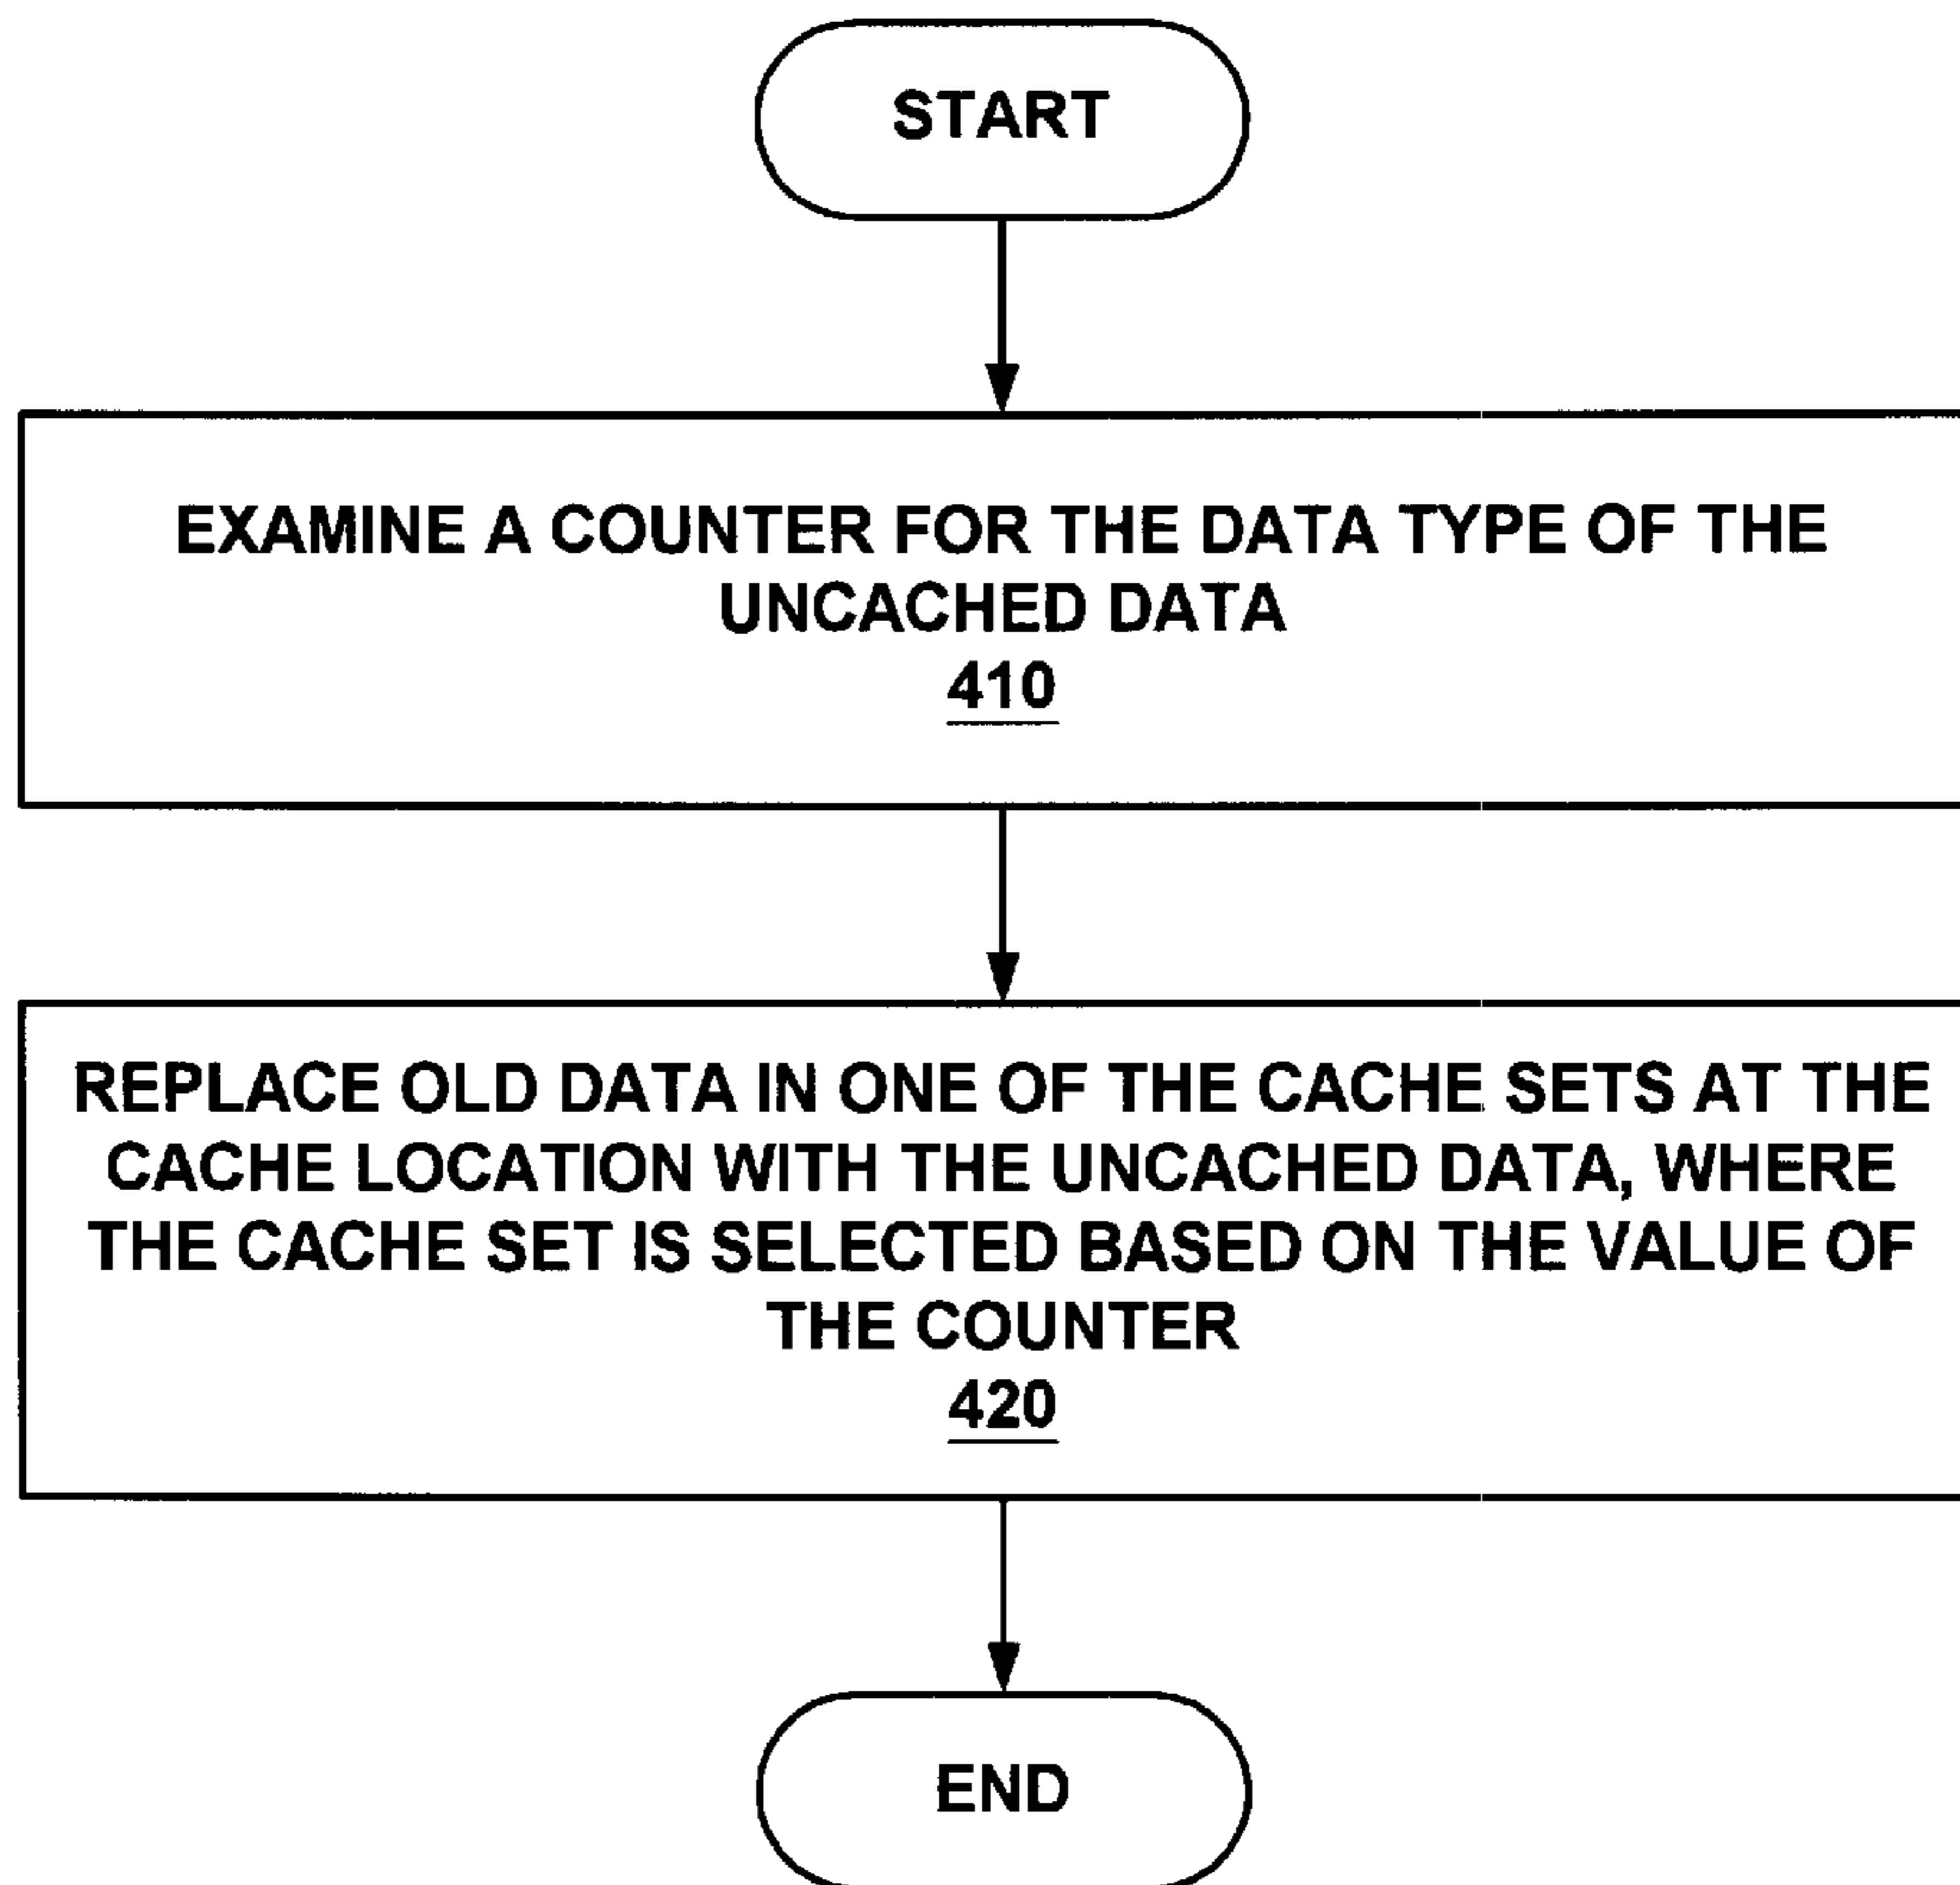 START
EXAMINE A COUNTER FOR THE DATA TYPE OF THE
UNCACHED DATA
410
REPLACE OLD DATA IN ONE OF THE CACHE SETS AT THE
CACHE LOCATION WITH THE UNCACHED DATA, WHERE
THE CACHE SET IS SELECTED BASED ON THE VALUE OF
THE COUNTER
420
END